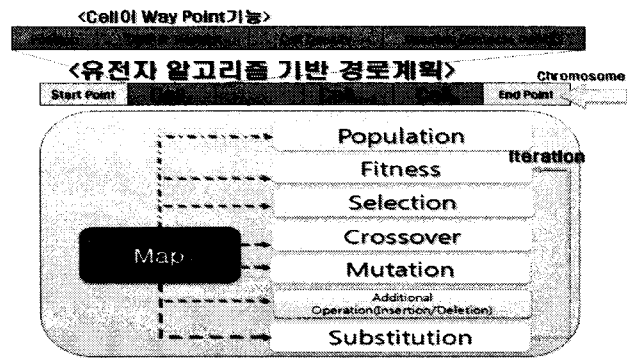 <Cell이 Way Point기능>
<유전자 알고리즘 기반 경로계획>
Chromosome
Start Point
End Point
Population
Iteration
Fitness
Selection
Crossover
Map
Mutation
Additional
Operation(Insertion/Deletion)
Substitution